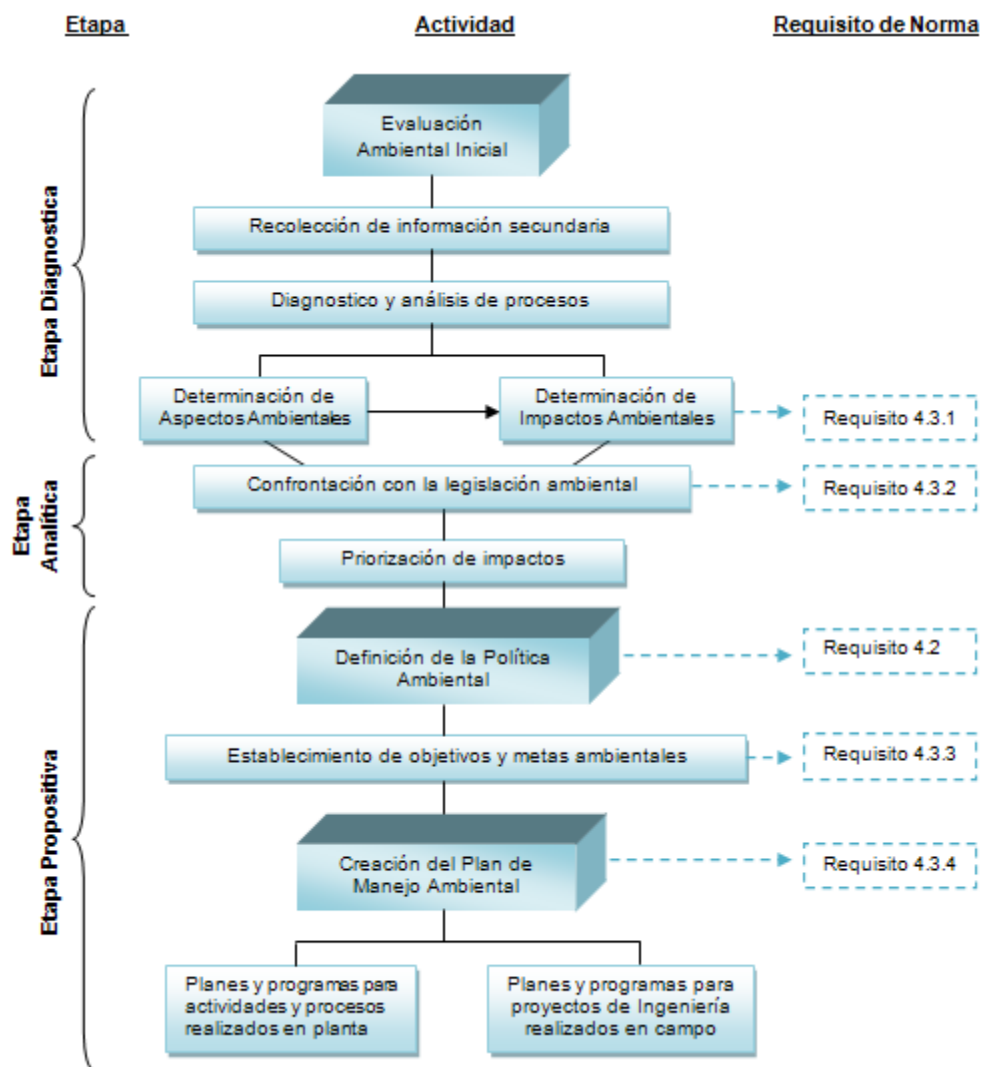 Etapa
Actividad
Requisito de Norma
Etapa Diagnostica
Evaluación
Ambiental Inicial
Recolección de información secundaria
Diagnostico y análisis de procesos
Determinación de
Aspectos Ambientales
Determinación de
Impactos Ambientales
Requisito 4.3.1
Etapa
Analítica
Confrontación con la legislación ambiental
Requisito 4.3.2
Priorización de impactos
Etapa Propositiva
Definición de la Política
Ambiental
Requisito 4.2
Establecimiento de objetivos y metas ambientales
Requisito 4.3.3
Creación del Plan de
Manejo Ambiental
Requisito 4.3.4
Planes y programas para
actividades y procesos
realizados en planta
Planes y programas para
proyectos de Ingeniería
realizados en campo